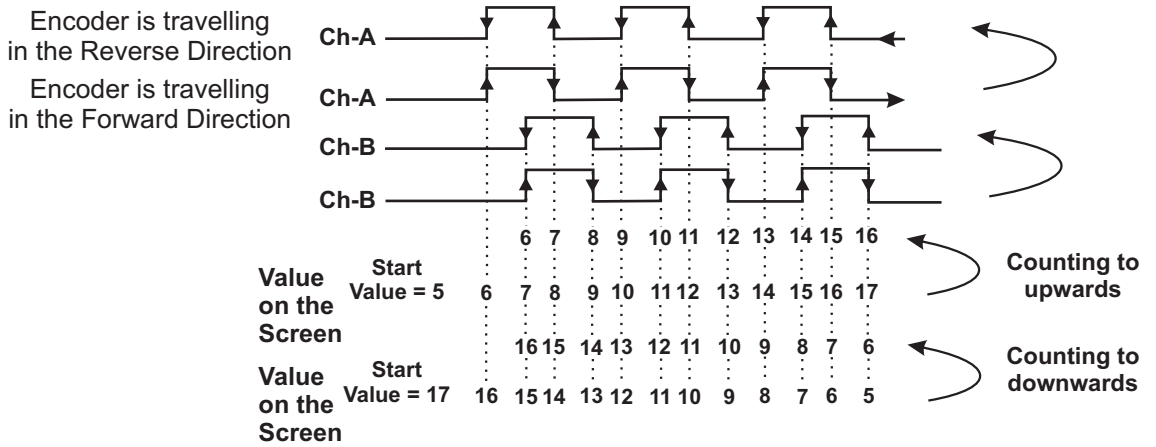 Encoder is travelling
in the Reverse Direction
Ch-A
Encoder is travelling
in the Forward Direction
Ch-A
Ch-B
Ch-B
6 7 8 9 10 11 12 13 14 15 16
Value
on the
Screen
Start
Value = 5
6 7 8 9 10 11 12 13 14 15 16 17
Counting to
upwards
16 15 14 13 12 11 10 9 8 7 6
Value
on the
Screen
Start
Value = 17
16 15 14 13 12 11 10 9 8 7 6 5
Counting to
downwards